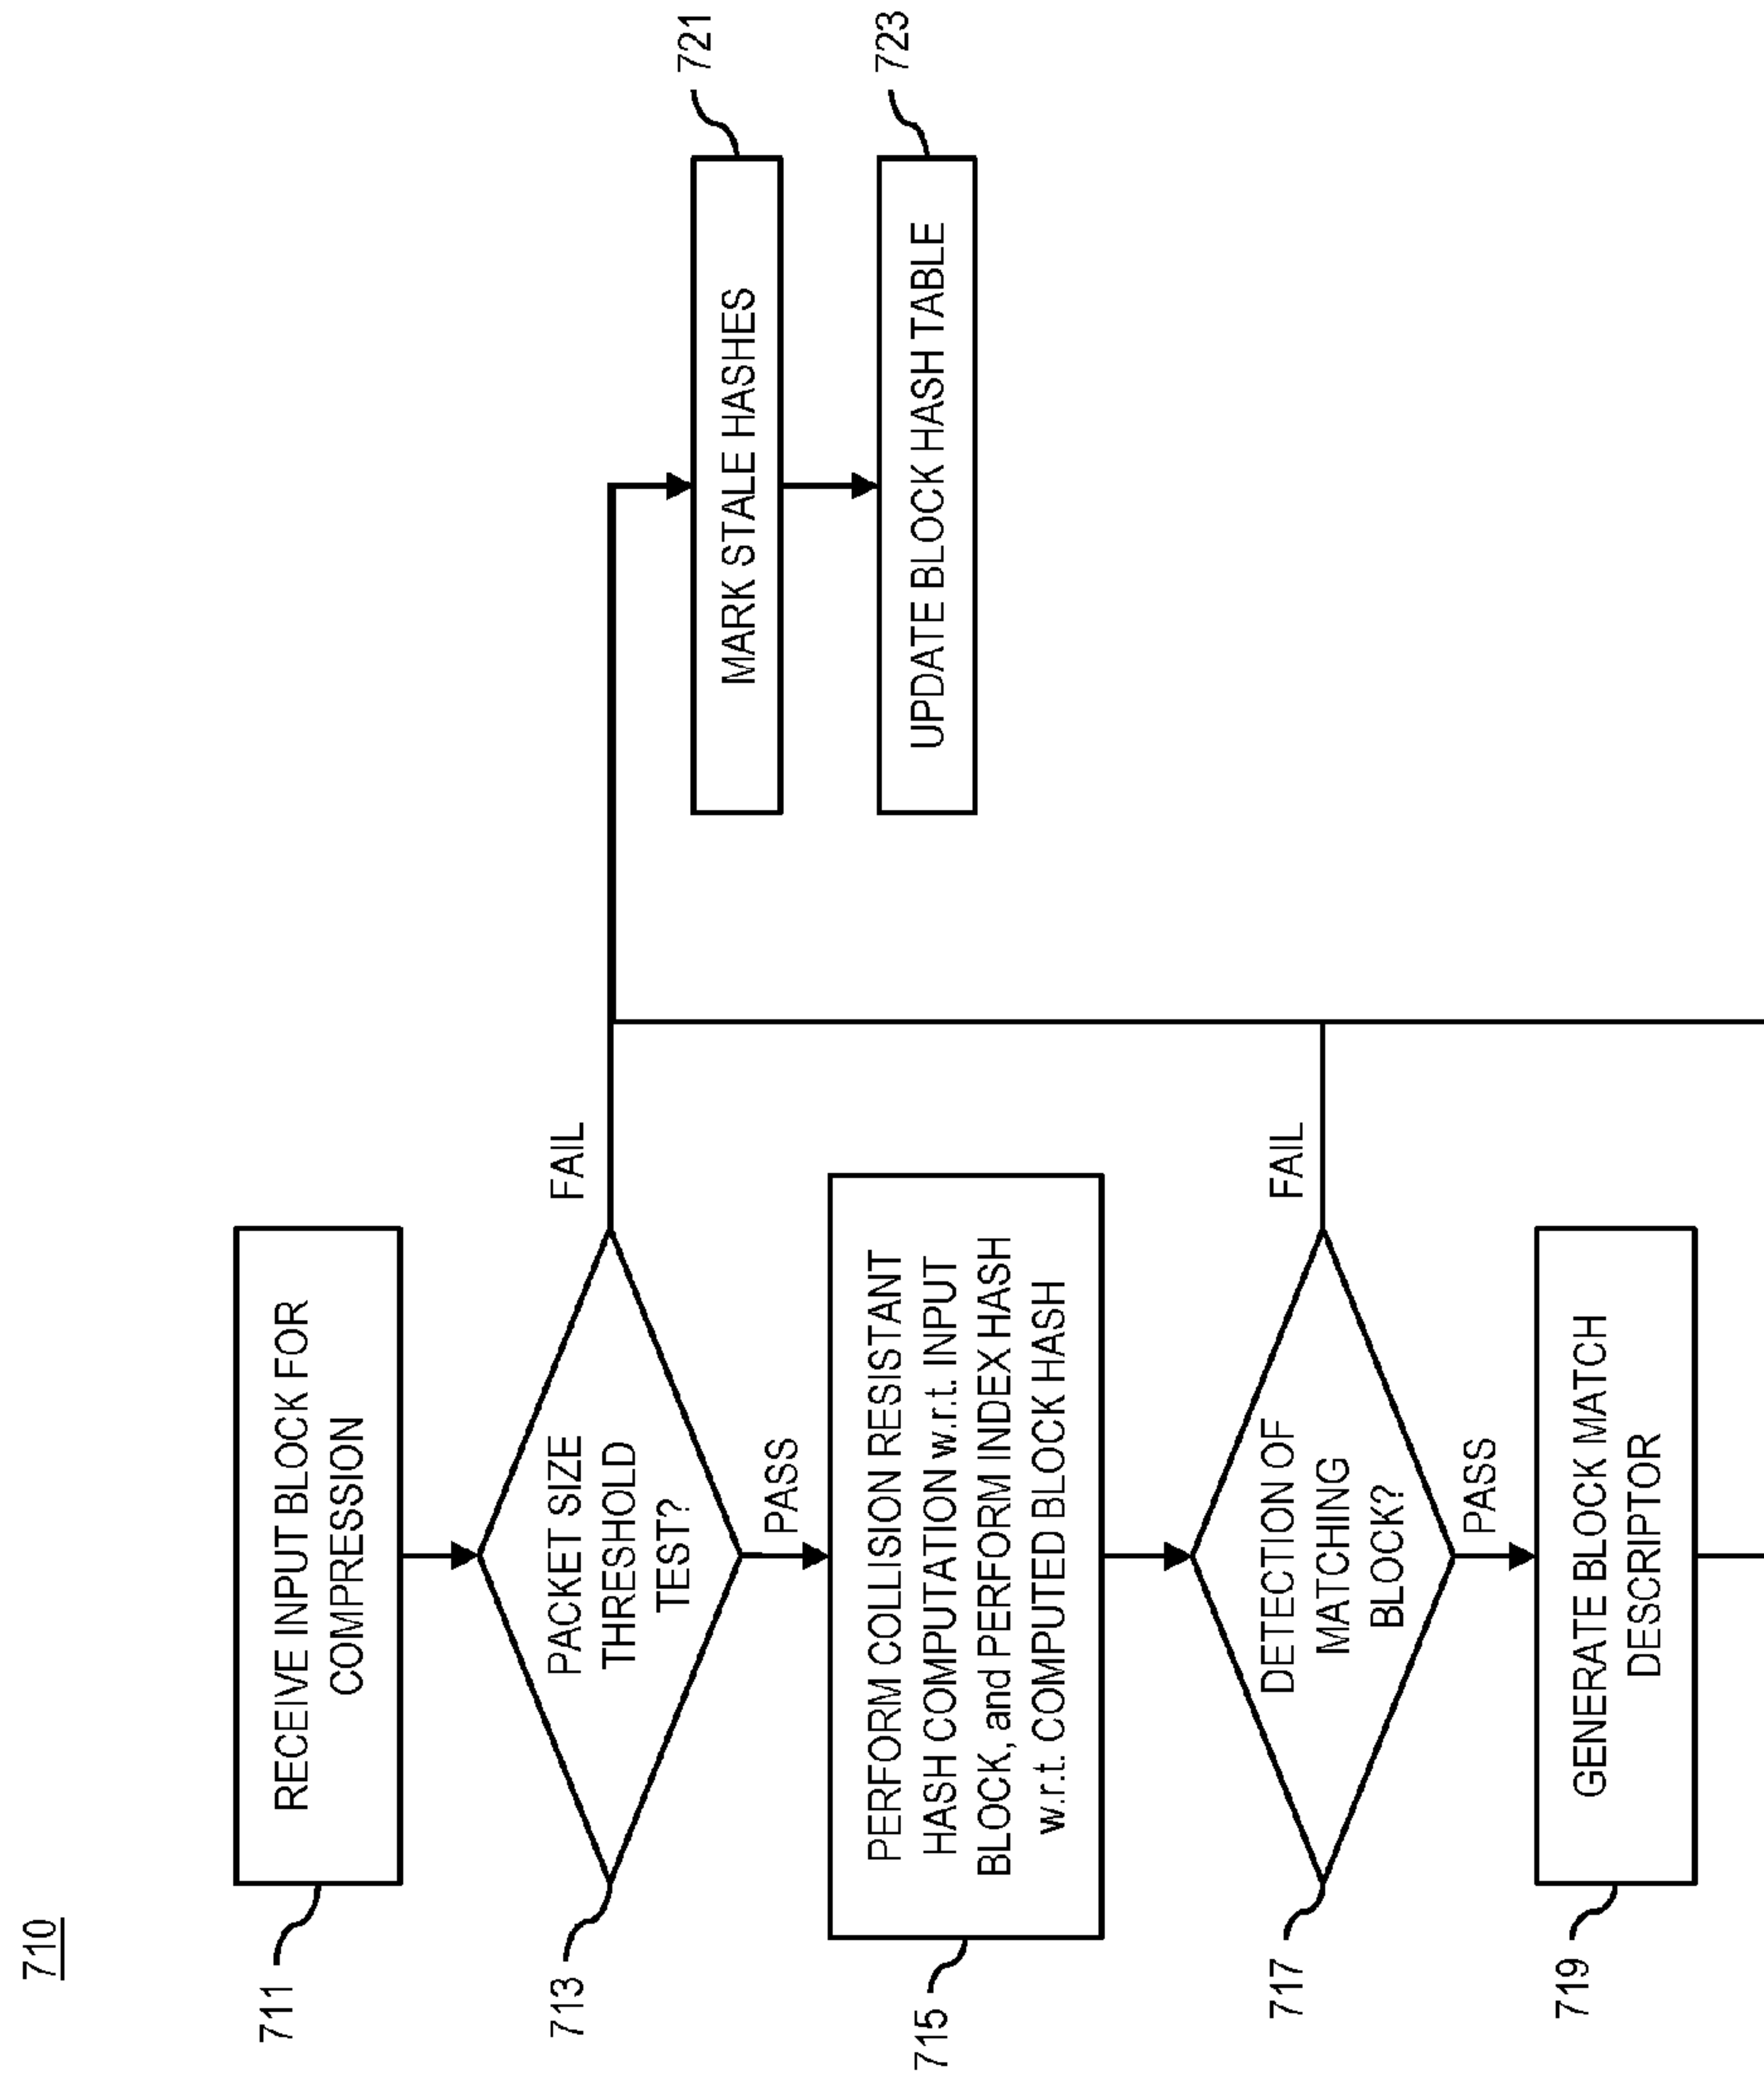 710
711
RECEIVE INPUT BLOCK FOR
COMPRESSION
713
PACKET SIZE
THRESHOLD
TEST?
FAIL
PASS
715
PERFORM COLLISION RESISTANT
HASH COMPUTATION w.r.t. INPUT
BLOCK, and PERFORM INDEX HASH
w.r.t. COMPUTED BLOCK HASH
717
DETECTION OF
MATCHING
BLOCK?
FAIL
PASS
719
GENERATE BLOCK MATCH
DESCRIPTOR
721
MARK STALE HASHES
723
UPDATE BLOCK HASH TABLE